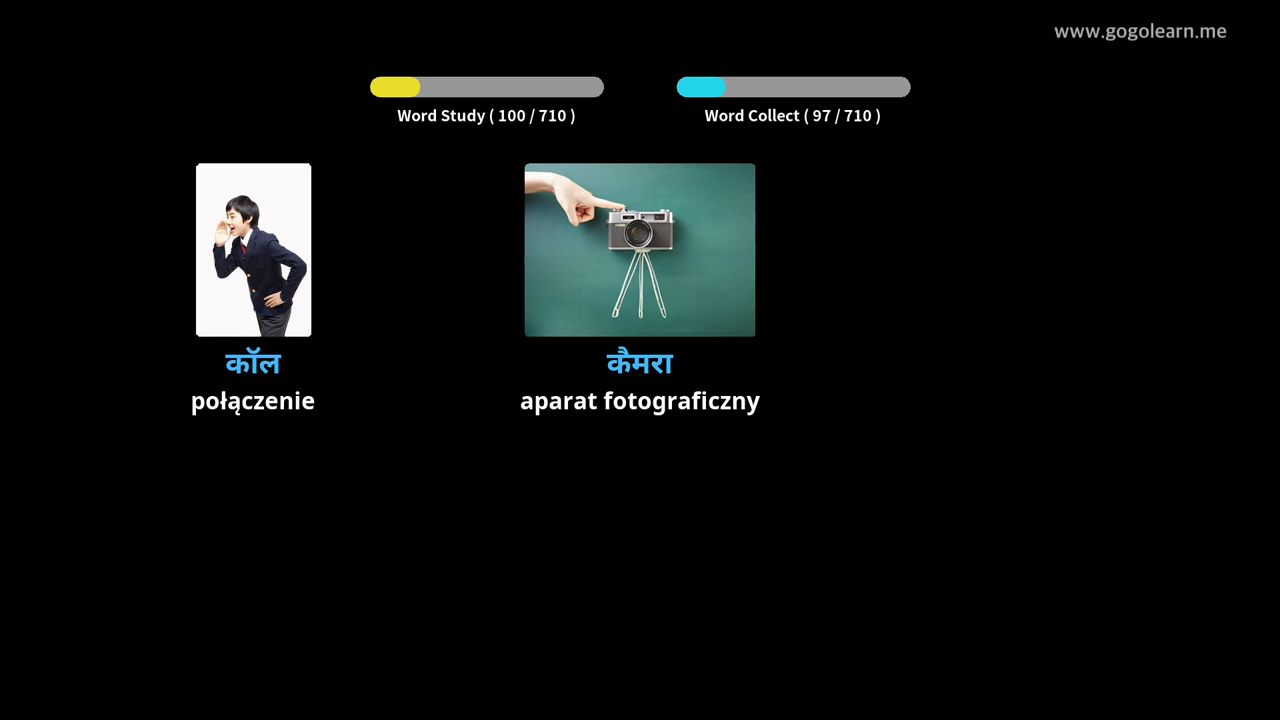 www.gogolearn.me
Word Study ( 100 / 710 )
Word Collect ( 97 / 710 )
कॉल
połączenie
कैमरा
aparat fotograficzny